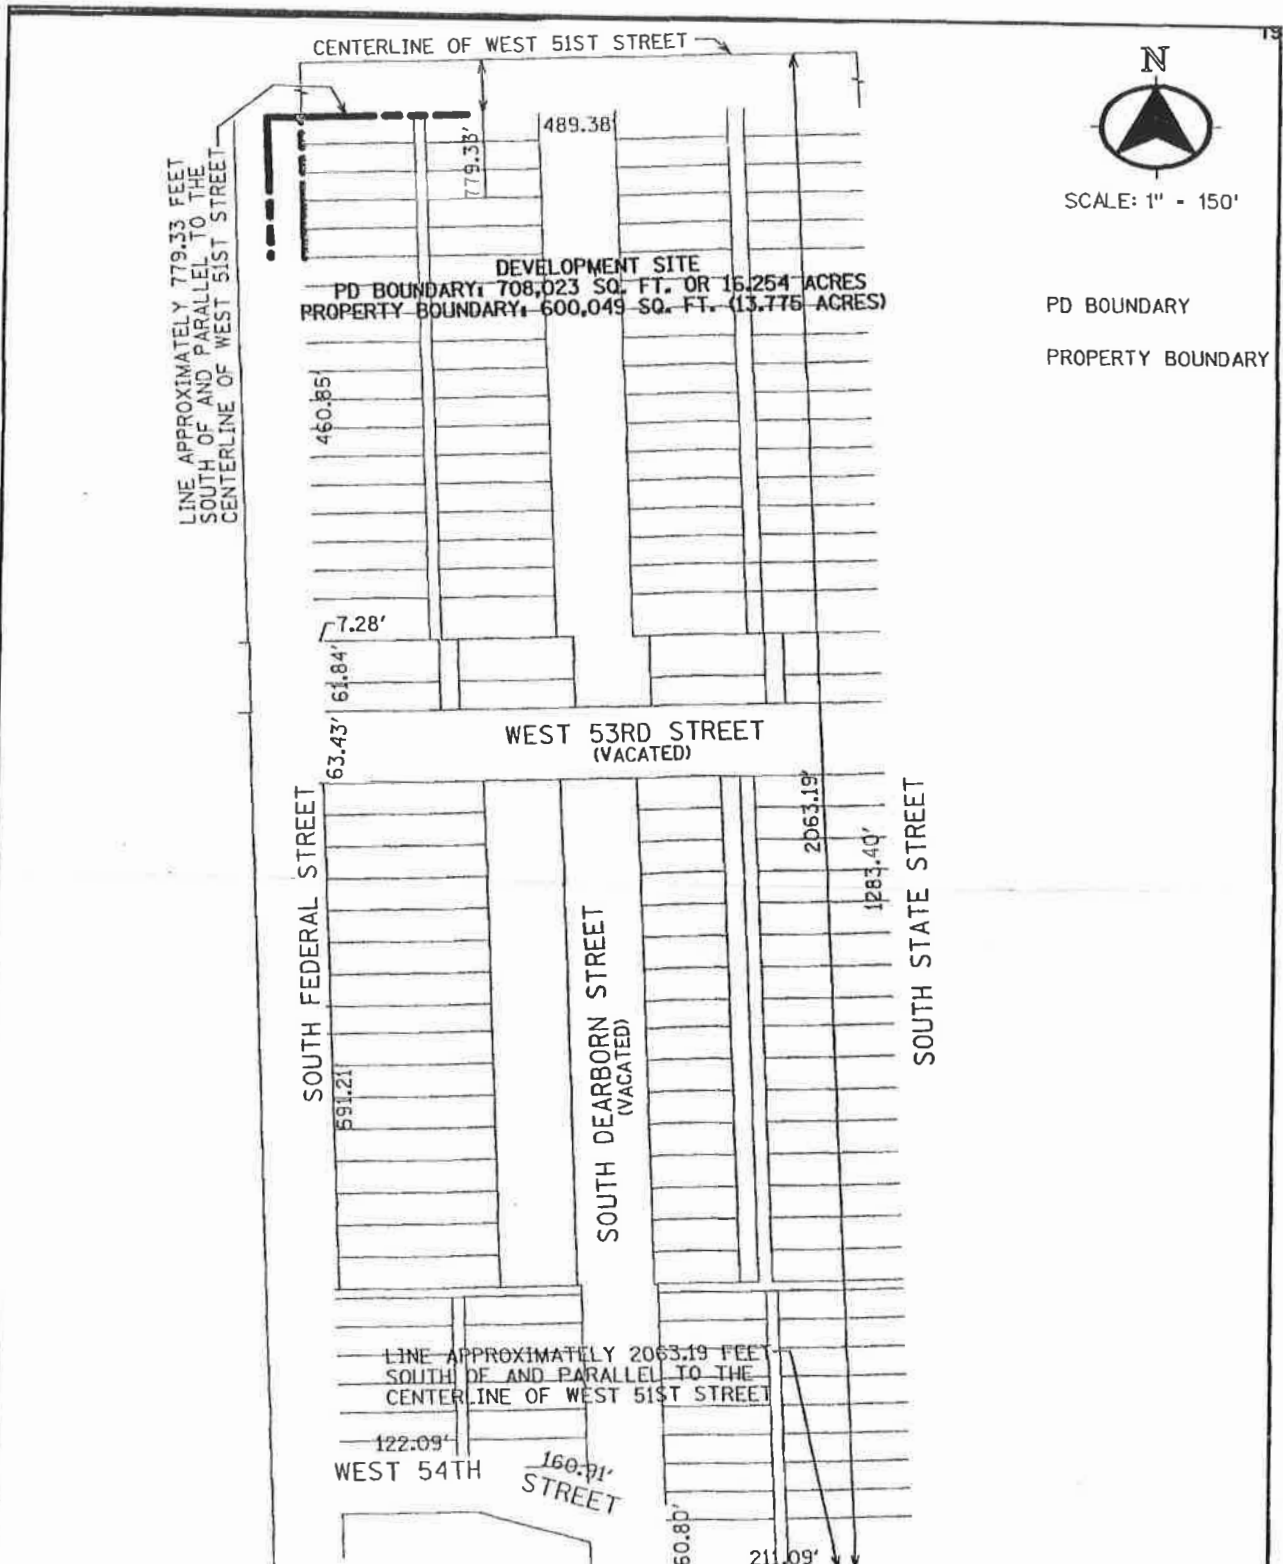 CENTERLINE OF WEST 51ST STREET
N
SCALE: 1" = 150'
LINE APPROXIMATELY 779.33 FEET
SOUTH OF AND PARALLEL TO THE
CENTERLINE OF WEST 51ST STREET
779.33'
489.38'
DEVELOPMENT SITE
PD BOUNDARY: 708,023 SQ. FT. OR 16.254 ACRES
PROPERTY BOUNDARY: 600,049 SQ. FT. (13.775 ACRES)
PD BOUNDARY
PROPERTY BOUNDARY
460.85'
7.28'
61.84'
63.43'
WEST 53RD STREET
(VACATED)
2063.19'
1283.40'
SOUTH FEDERAL STREET
SOUTH DEARBORN STREET
(VACATED)
SOUTH STATE STREET
691.21'
LINE APPROXIMATELY 2063.19 FEET
SOUTH OF AND PARALLEL TO THE
CENTERLINE OF WEST 51ST STREET
122.09'
160.91'
WEST 54TH STREET
60.80'
211.09'